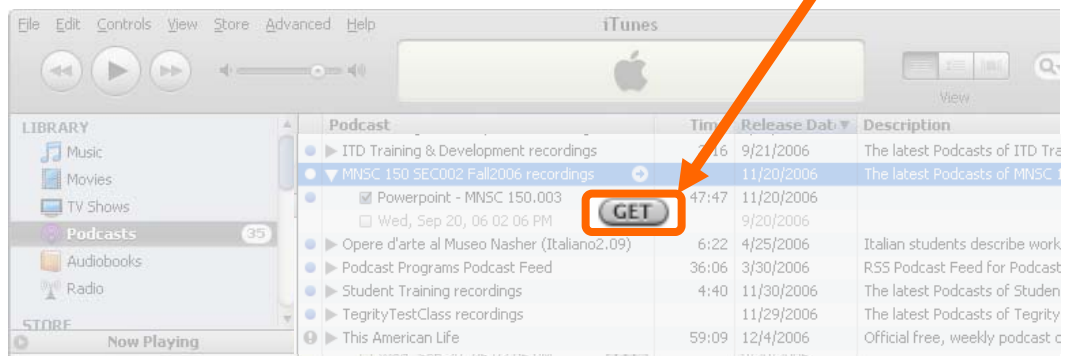 File Edit Controls View Store Advanced Help iTunes
View
LIBRARY Podcast Tim Release Dat Description
Music ITD Training & Development recordings 16 9/21/2006 The latest Podcasts of ITD Tra
MNSC 150 SEC002 Fall2006 recordings 11/20/2006 The latest Podcasts of MNSC 1
Movies
TV Shows Powerpoint - MNSC 150.003 47:47 11/20/2006
Wed, Sep 20, 06 02 06 PM GET 9/20/2006
Podcasts 35
Opere d'arte al Museo Nasher (Italiano2.09) 6:22 4/25/2006 Italian students describe work
Audiobooks Podcast Programs Podcast Feed 36:06 3/30/2006 RSS Podcast Feed for Podcast
Radio Student Training recordings 4:40 11/30/2006 The latest Podcasts of Studen
TegrityTestClass recordings 11/29/2006 The latest Podcasts of Tegrity
STORE
Now Playing This American Life 59:09 12/4/2006 Official free, weekly podcast c